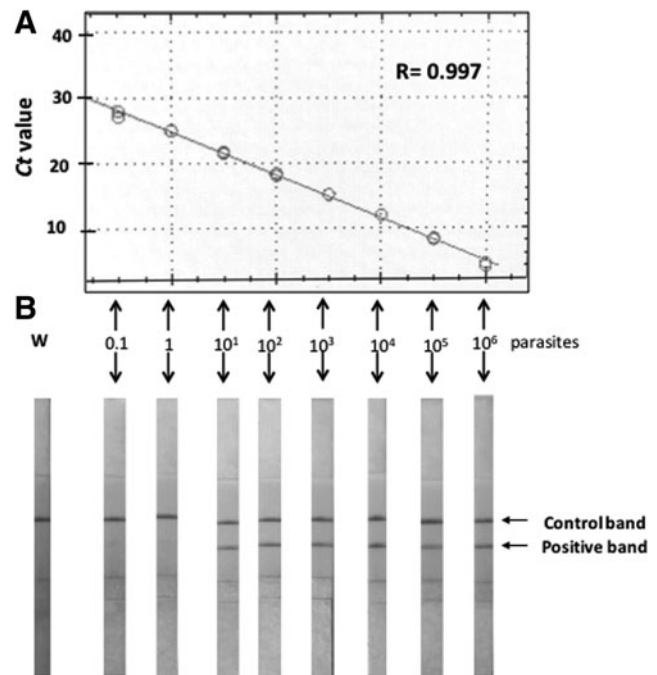 A
40
30
20
10
Ct value
R= 0.997
B
W
0.1 1 10¹ 10² 10³ 10⁴ 10⁵ 10⁶ parasites
Control band
Positive band